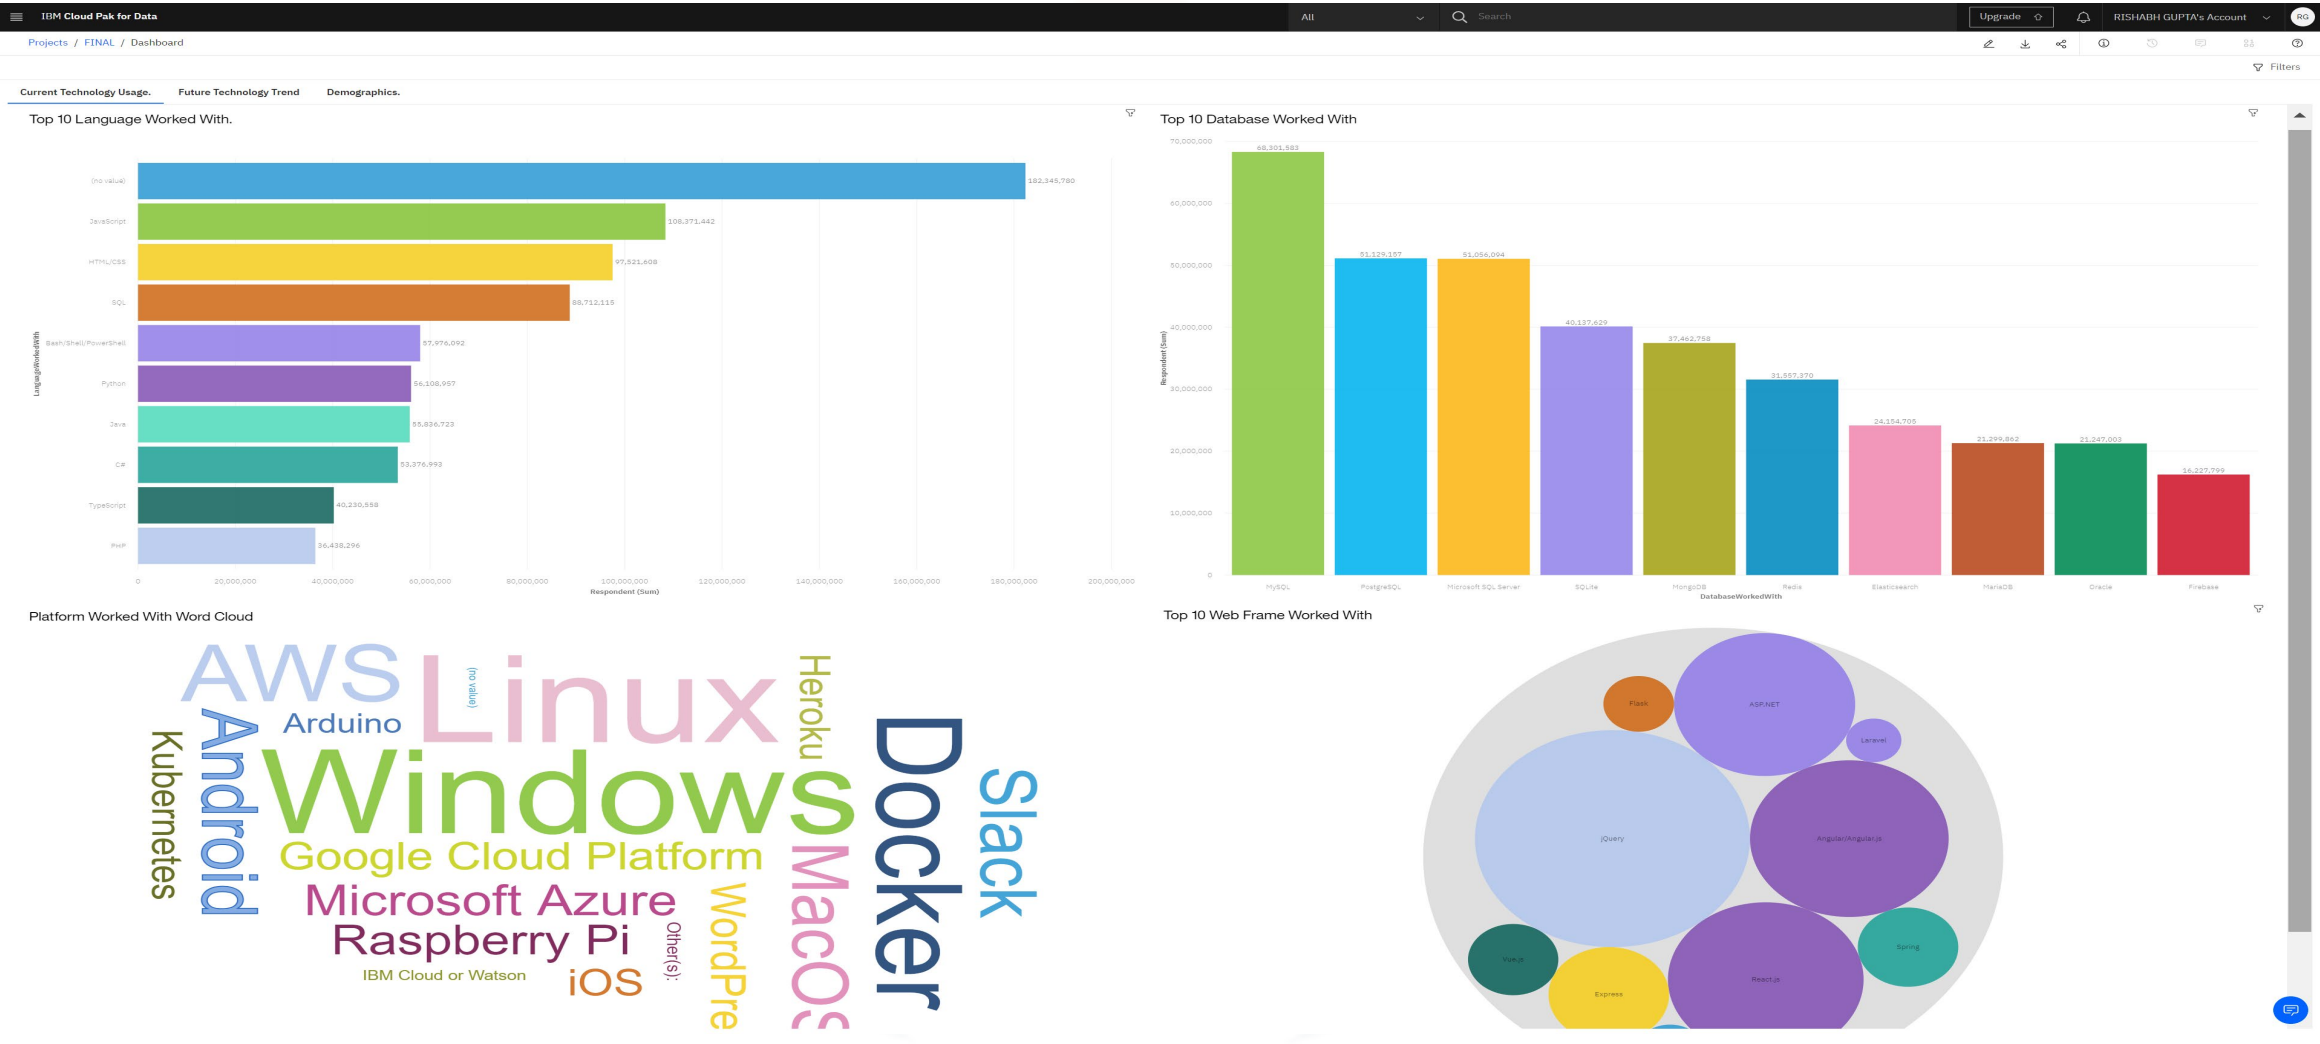 IBM Cloud Pak for Data
All
Search
Upgrade
RISHABH GUPTA's Account
RG
Projects / FINAL / Dashboard
Filters
Current Technology Usage.
Future Technology Trend
Demographics.
Top 10 Language Worked With.
LanguageWorkedWith
(no value)
182,345,780
JavaScript
108,371,442
HTML/CSS
97,521,608
SQL
88,712,115
Bash/Shell/PowerShell
57,976,092
Python
56,108,957
Java
55,836,723
C#
53,376,993
TypeScript
40,230,558
PHP
36,438,296
0
20,000,000
40,000,000
60,000,000
80,000,000
100,000,000
120,000,000
140,000,000
160,000,000
180,000,000
200,000,000
Respondent (Sum)
Top 10 Database Worked With
Respondent (Sum)
70,000,000
60,000,000
50,000,000
40,000,000
30,000,000
20,000,000
10,000,000
0
68,301,583
51,129,157
51,056,094
40,137,629
37,462,758
31,557,370
24,154,705
21,299,862
21,247,003
16,227,799
MySQL
PostgreSQL
Microsoft SQL Server
SQLite
MongoDB
Redis
Elasticsearch
MariaDB
Oracle
Firebase
DatabaseWorkedWith
Platform Worked With Word Cloud
AWS
Linux
(no value)
Heroku
Arduino
Android
Kubernetes
Windows
Docker
Slack
Google Cloud Platform
MacOS
Microsoft Azure
WordPre
Raspberry Pi
Other(s):
IBM Cloud or Watson
iOS
Top 10 Web Frame Worked With
Flask
ASP.NET
Laravel
jQuery
Angular/Angular.js
Spring
Vue.js
Express
React.js